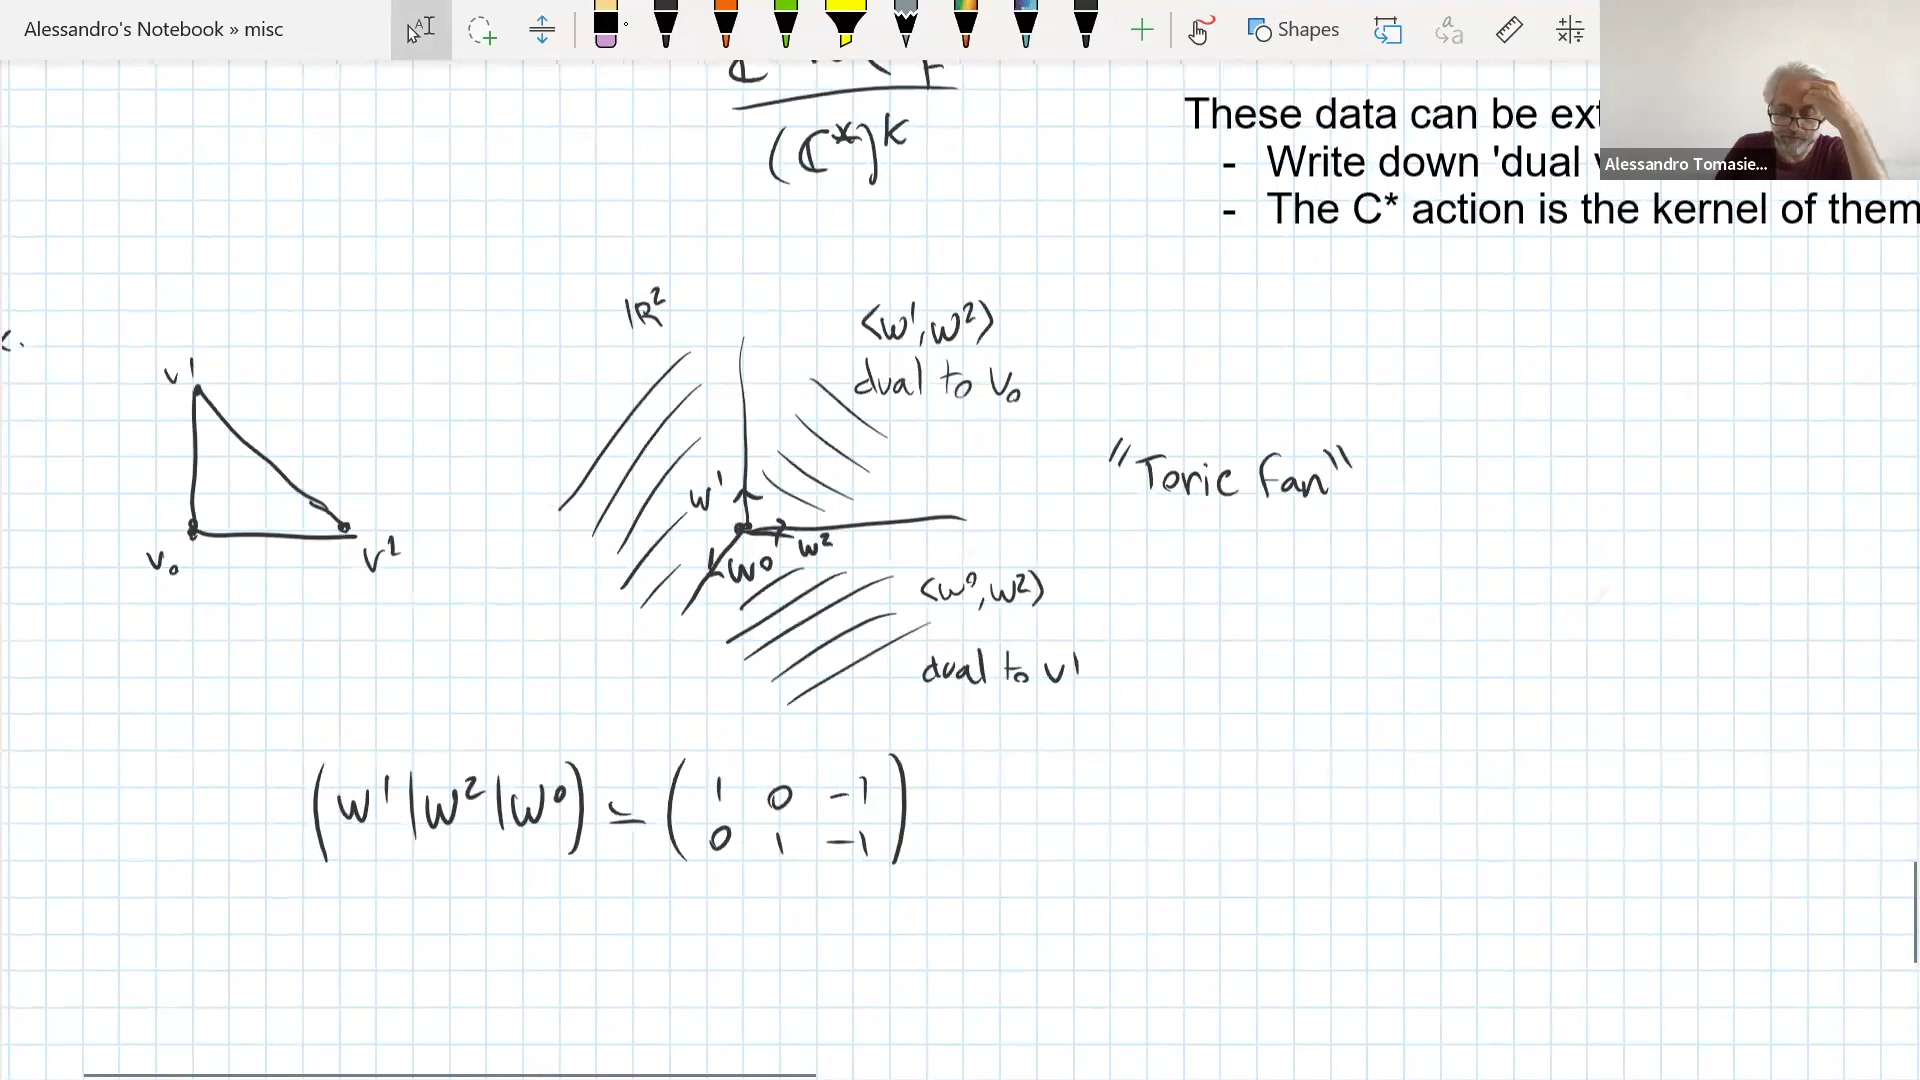 Alessandro's Notebook » misc
Shapes
Alessandro Tomasie...
(ℂ*)^k
These data can be ext
- Write down 'dual v
- The C* action is the kernel of them
ℝ²
⟨w¹, w²⟩
dual to v₀
v¹
v₀
v²
w¹
w²
w⁰
"Toric fan"
⟨w⁰, w²⟩
dual to v¹
(w¹|w²|w⁰) = (1 0 -1
0 1 -1)